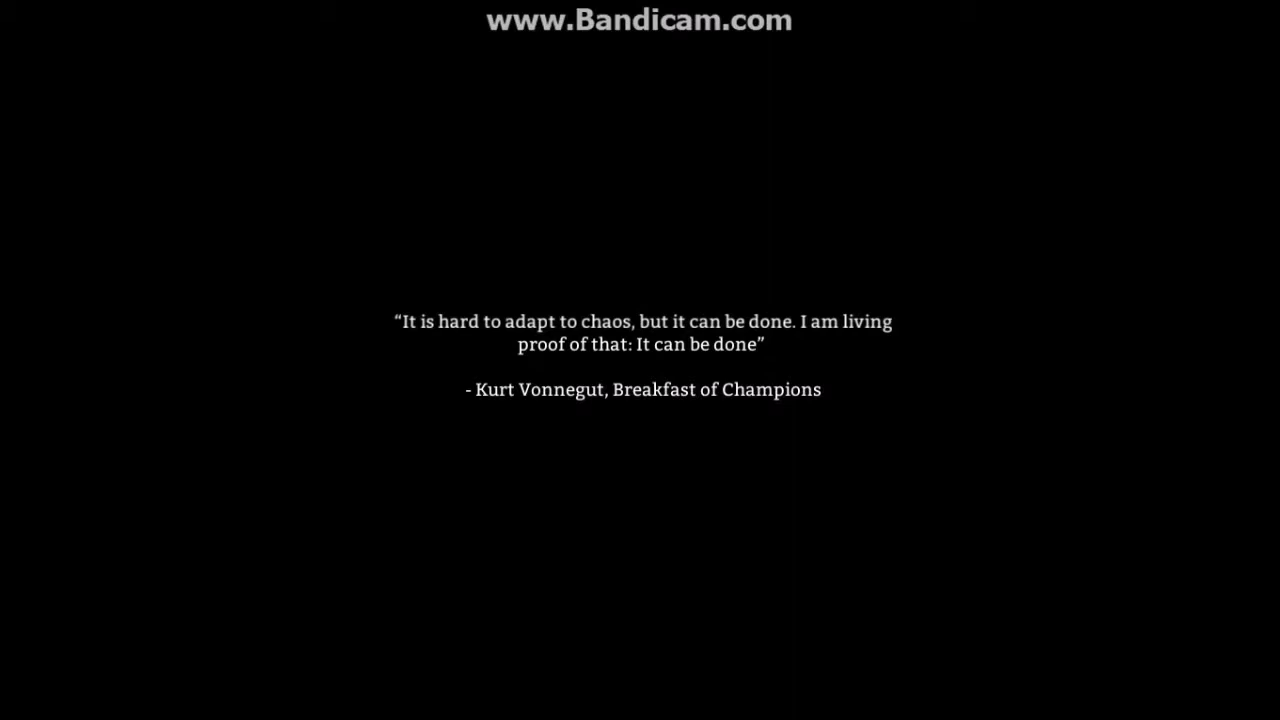 www.Bandicam.com
“It is hard to adapt to chaos, but it can be done. I am living
proof of that: It can be done”
- Kurt Vonnegut, Breakfast of Champions